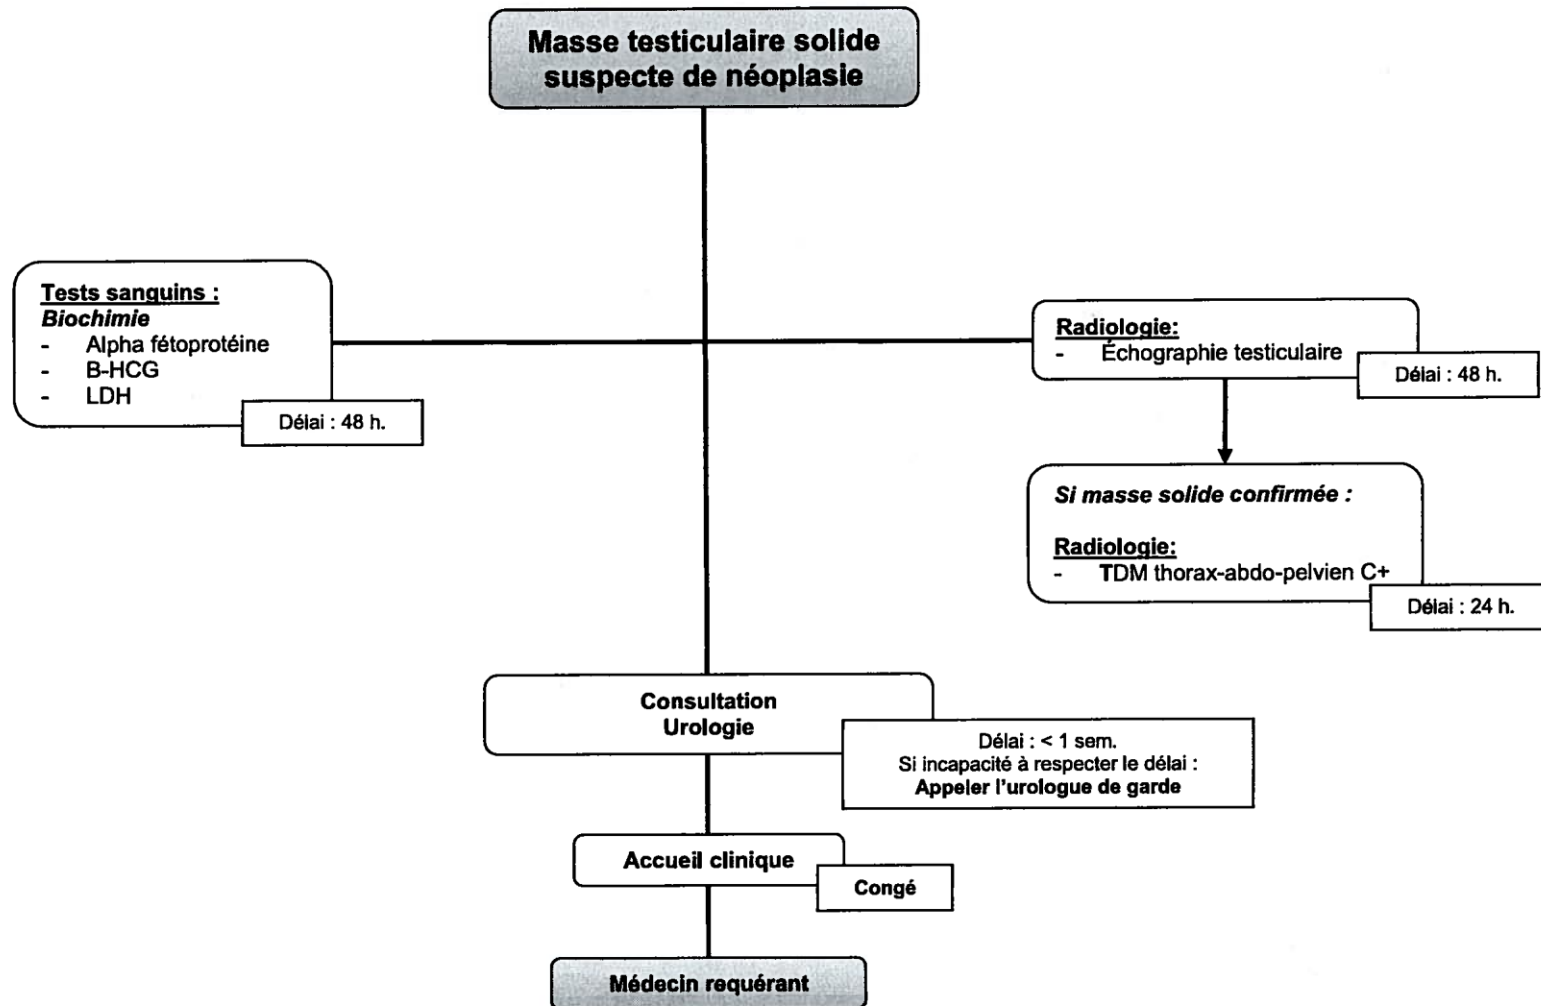 Masse testiculaire solide
suspecte de néoplasie
Tests sanguins :
Biochimie
- Alpha fétoprotéine
- B-HCG
- LDH
Délai : 48 h.
Radiologie:
- Échographie testiculaire
Délai : 48 h.
Si masse solide confirmée :
Radiologie:
- TDM thorax-abdo-pelvien C+
Délai : 24 h.
Consultation
Urologie
Délai : < 1 sem.
Si incapacité à respecter le délai :
Appeler l'urologue de garde
Accueil clinique
Congé
Médecin requérant